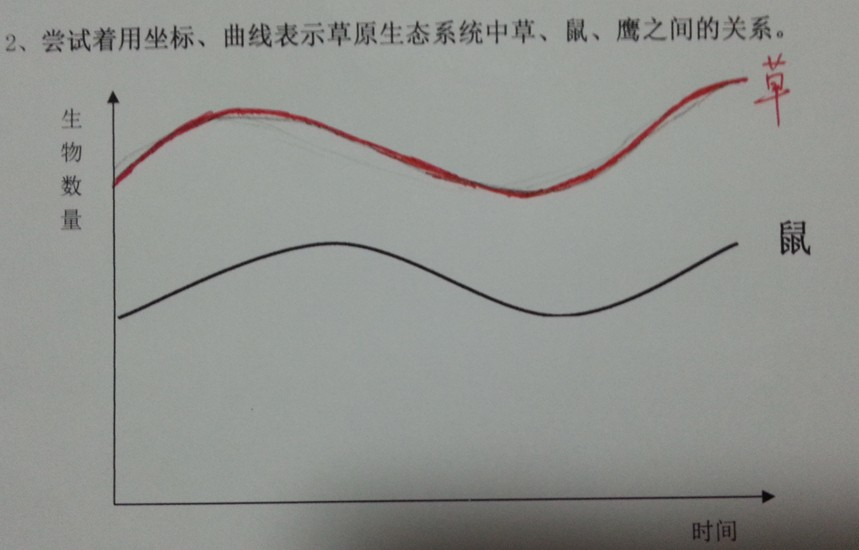 2、尝试着用坐标、曲线表示草原生态系统中草、鼠、鹰之间的关系。
草
生
物
数
量
鼠
时间